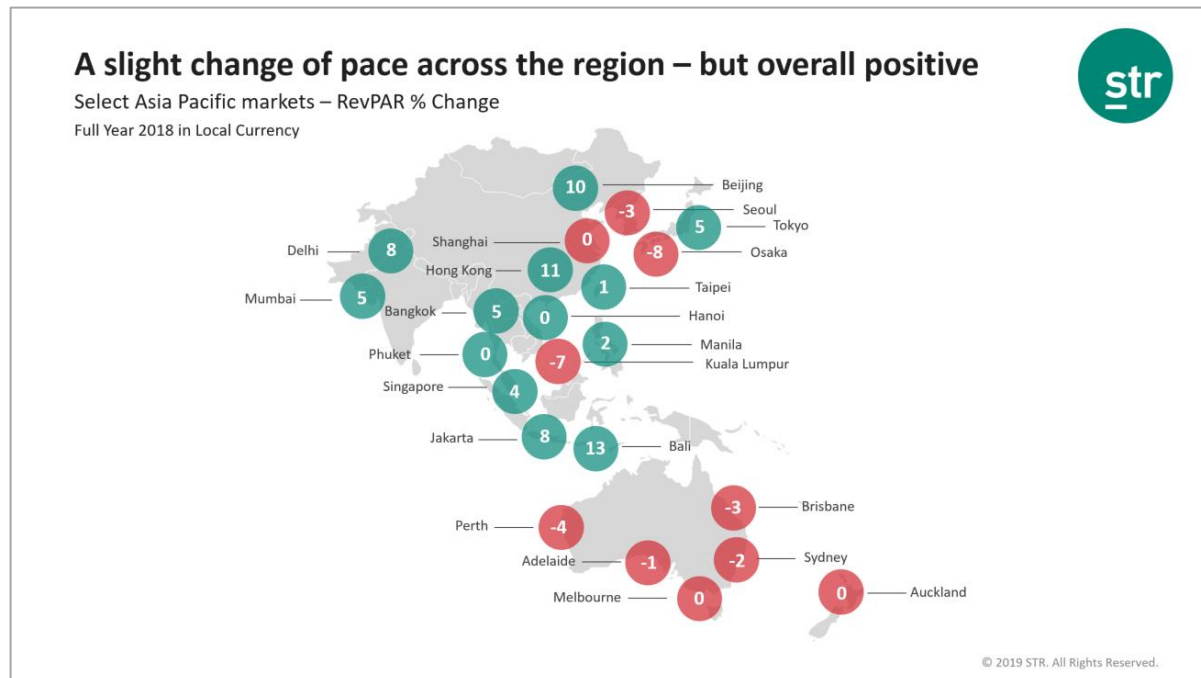 A slight change of pace across the region – but overall positive
str
Select Asia Pacific markets – RevPAR % Change
Full Year 2018 in Local Currency
10
Beijing
-3
Seoul
5
Tokyo
Shanghai
0
-8
Osaka
Delhi
8
Hong Kong
11
1
Taipei
Mumbai
5
Bangkok
5
0
Hanoi
2
Manila
Phuket
0
-7
Kuala Lumpur
Singapore
4
Jakarta
8
13
Bali
-3
Brisbane
Perth
-4
Adelaide
-1
-2
Sydney
Melbourne
0
0
Auckland
© 2019 STR. All Rights Reserved.